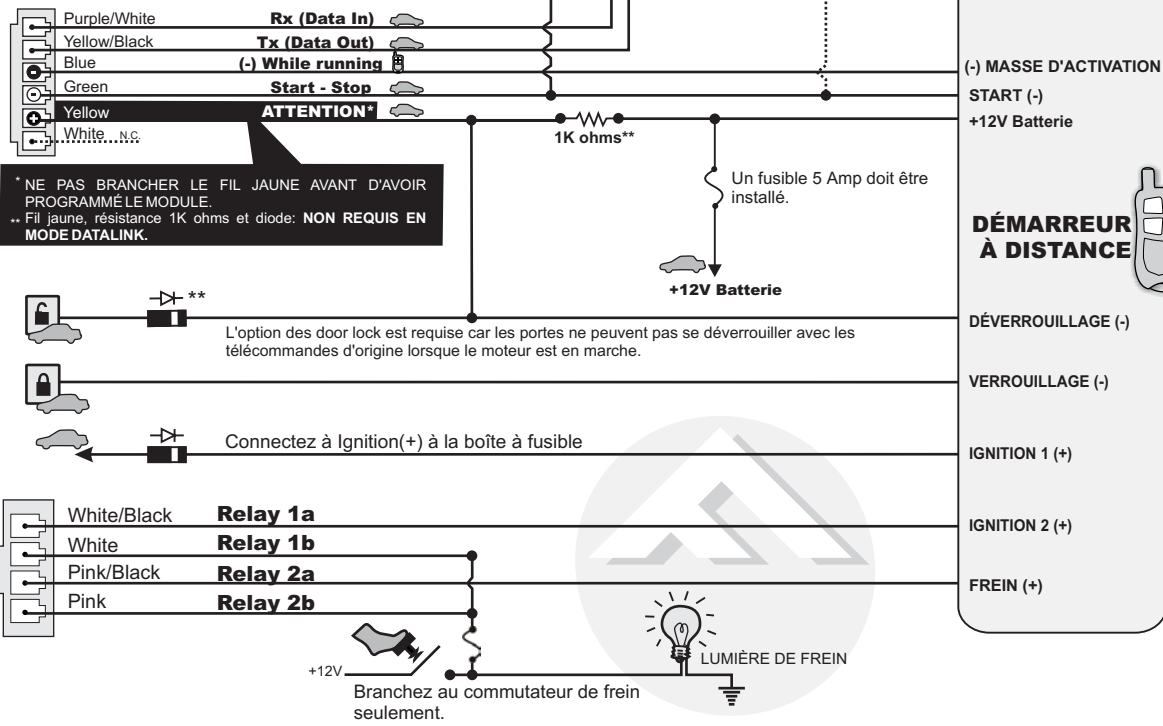 Purple/White Rx (Data In)
Yellow/Black Tx (Data Out)
Blue (-) While running
Green Start - Stop
Yellow ATTENTION*
White N.C.
1K ohms**
(-) MASSE D'ACTIVATION
START (-)
+12V Batterie
* NE PAS BRANCHER LE FIL JAUNE AVANT D'AVOIR
PROGRAMMÉ LE MODULE.
** Fil jaune, résistance 1K ohms et diode: NON REQUIS EN
MODE DATALINK.
Un fusible 5 Amp doit être
installé.
+12V Batterie
DÉMARREUR
À DISTANCE
**
L'option des door lock est requise car les portes ne peuvent pas se déverrouiller avec les
télécommandes d'origine lorsque le moteur est en marche.
DÉVERROUILLAGE (-)
VERROUILLAGE (-)
Connectez à Ignition(+) à la boîte à fusible
IGNITION 1 (+)
White/Black Relay 1a
IGNITION 2 (+)
White Relay 1b
Pink/Black Relay 2a
FREIN (+)
Pink Relay 2b
+12V
LUMIÈRE DE FREIN
Branchez au commutateur de frein
seulement.